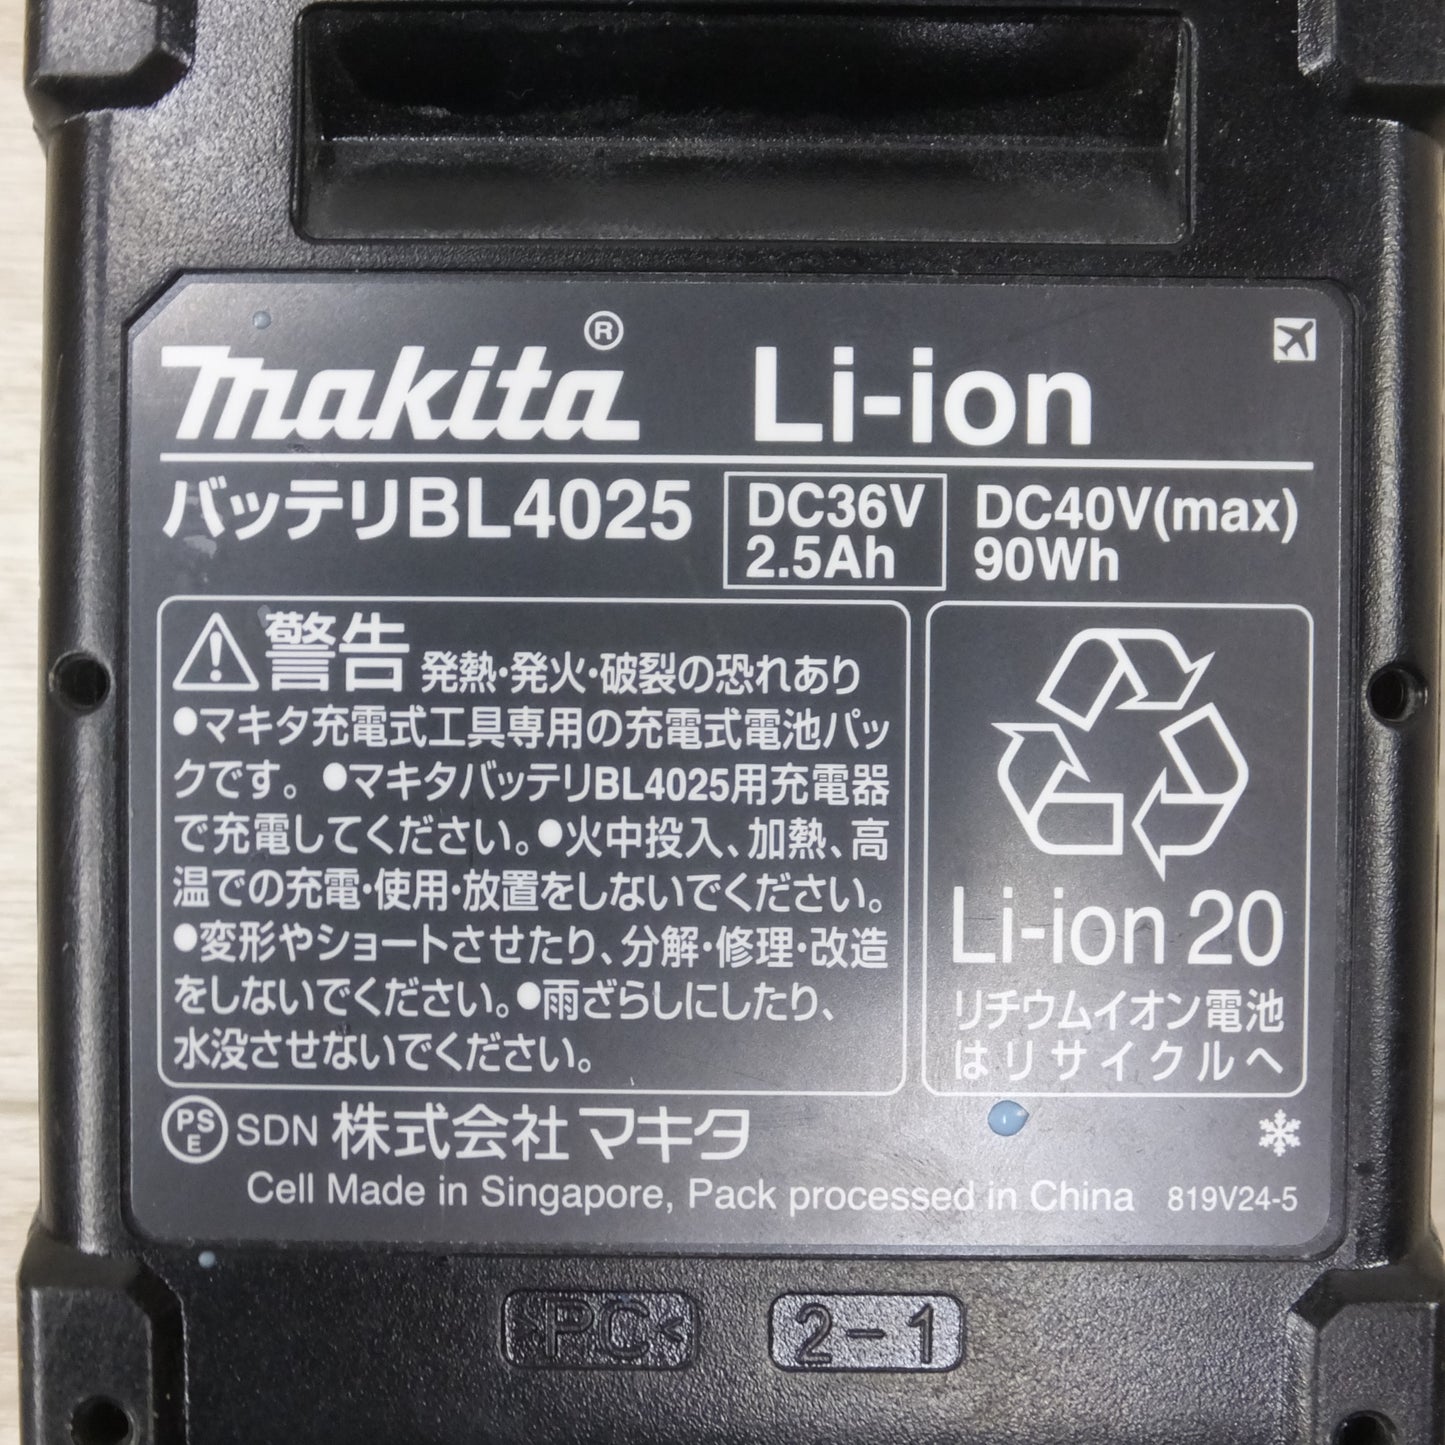 makita® Li-ion
バッテリBL4025 DC36V 2.5Ah DC40V(max) 90Wh
警告 発熱・発火・破裂の恐れあり
●マキタ充電式工具専用の充電式電池パッ
クです。●マキタバッテリBL4025用充電器
で充電してください。●火中投入、加熱、高
温での充電・使用・放置をしないでください。
●変形やショートさせたり、分解・修理・改造
をしないでください。●雨ざらしにしたり、
水没させないでください。
Li-ion 20
リチウムイオン電池
はリサイクルへ
PSE SDN 株式会社マキタ
Cell Made in Singapore, Pack processed in China 819V24-5
>PC< 2-1